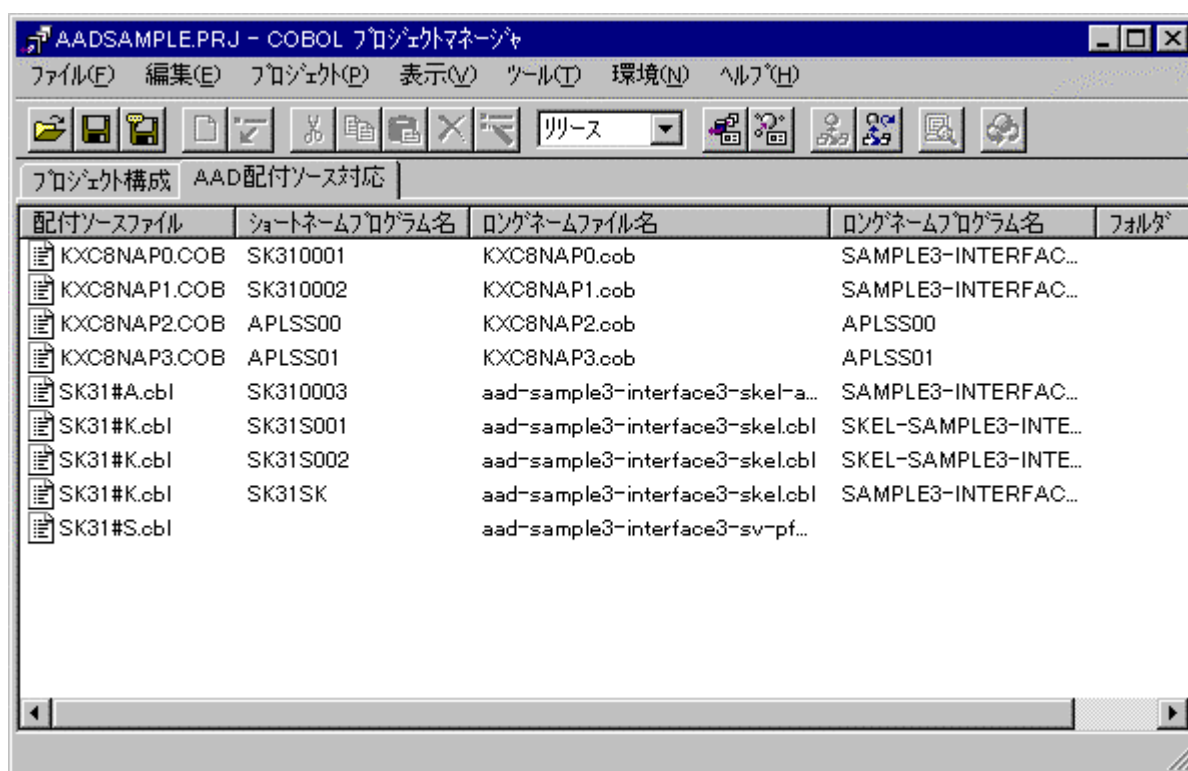 AADSAMPLE.PRJ - COBOL プロジェクトマネージャ
ファイル(F) 編集(E) プロジェクト(P) 表示(V) ツール(T) 環境(N) ヘルプ(H)
リリース
プロジェクト構成 AAD配付ソース対応
配付ソースファイル ショートネームプログラム名 ロングネームファイル名 ロングネームプログラム名 フォルダ
KXC8NAP0.COB SK310001 KXC8NAP0.cob SAMPLE3-INTERFAC...
KXC8NAP1.COB SK310002 KXC8NAP1.cob SAMPLE3-INTERFAC...
KXC8NAP2.COB APLSS00 KXC8NAP2.cob APLSS00
KXC8NAP3.COB APLSS01 KXC8NAP3.cob APLSS01
SK31#A.cbl SK310003 aad-sample3-interface3-skel-a... SAMPLE3-INTERFAC...
SK31#K.cbl SK31S001 aad-sample3-interface3-skel.cbl SKEL-SAMPLE3-INTE...
SK31#K.cbl SK31S002 aad-sample3-interface3-skel.cbl SKEL-SAMPLE3-INTE...
SK31#K.cbl SK31SK aad-sample3-interface3-skel.cbl SAMPLE3-INTERFAC...
SK31#S.cbl aad-sample3-interface3-sv-pf...